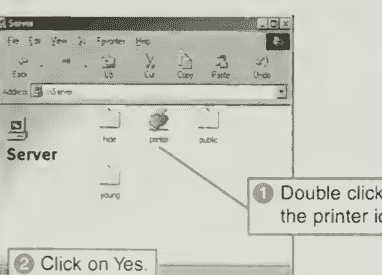 Server
File Edit View Favorites Help
Back Up Cut Copy Paste Undo
Address \\Server
hide printer public
Server
young
1 Double click
the printer ic
2 Click on Yes.